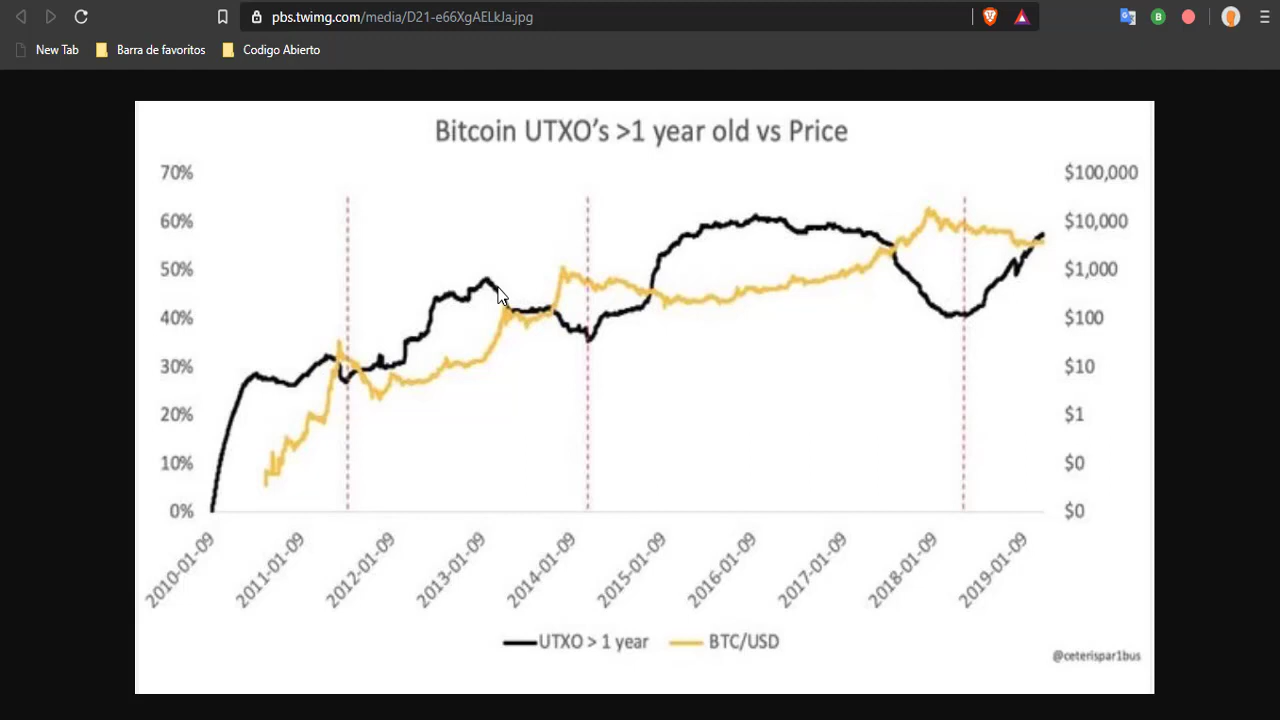 pbs.twimg.com/media/D21-e66XgAELkJa.jpg
New Tab Barra de favoritos Codigo Abierto
Bitcoin UTXO's >1 year old vs Price
70% $100,000
60% $10,000
50% $1,000
40% $100
30% $10
20% $1
10% $0
0% $0
2010-01-09 2011-01-09 2012-01-09 2013-01-09 2014-01-09 2015-01-09 2016-01-09 2017-01-09 2018-01-09 2019-01-09
UTXO > 1 year BTC/USD
@ceterispar1bus